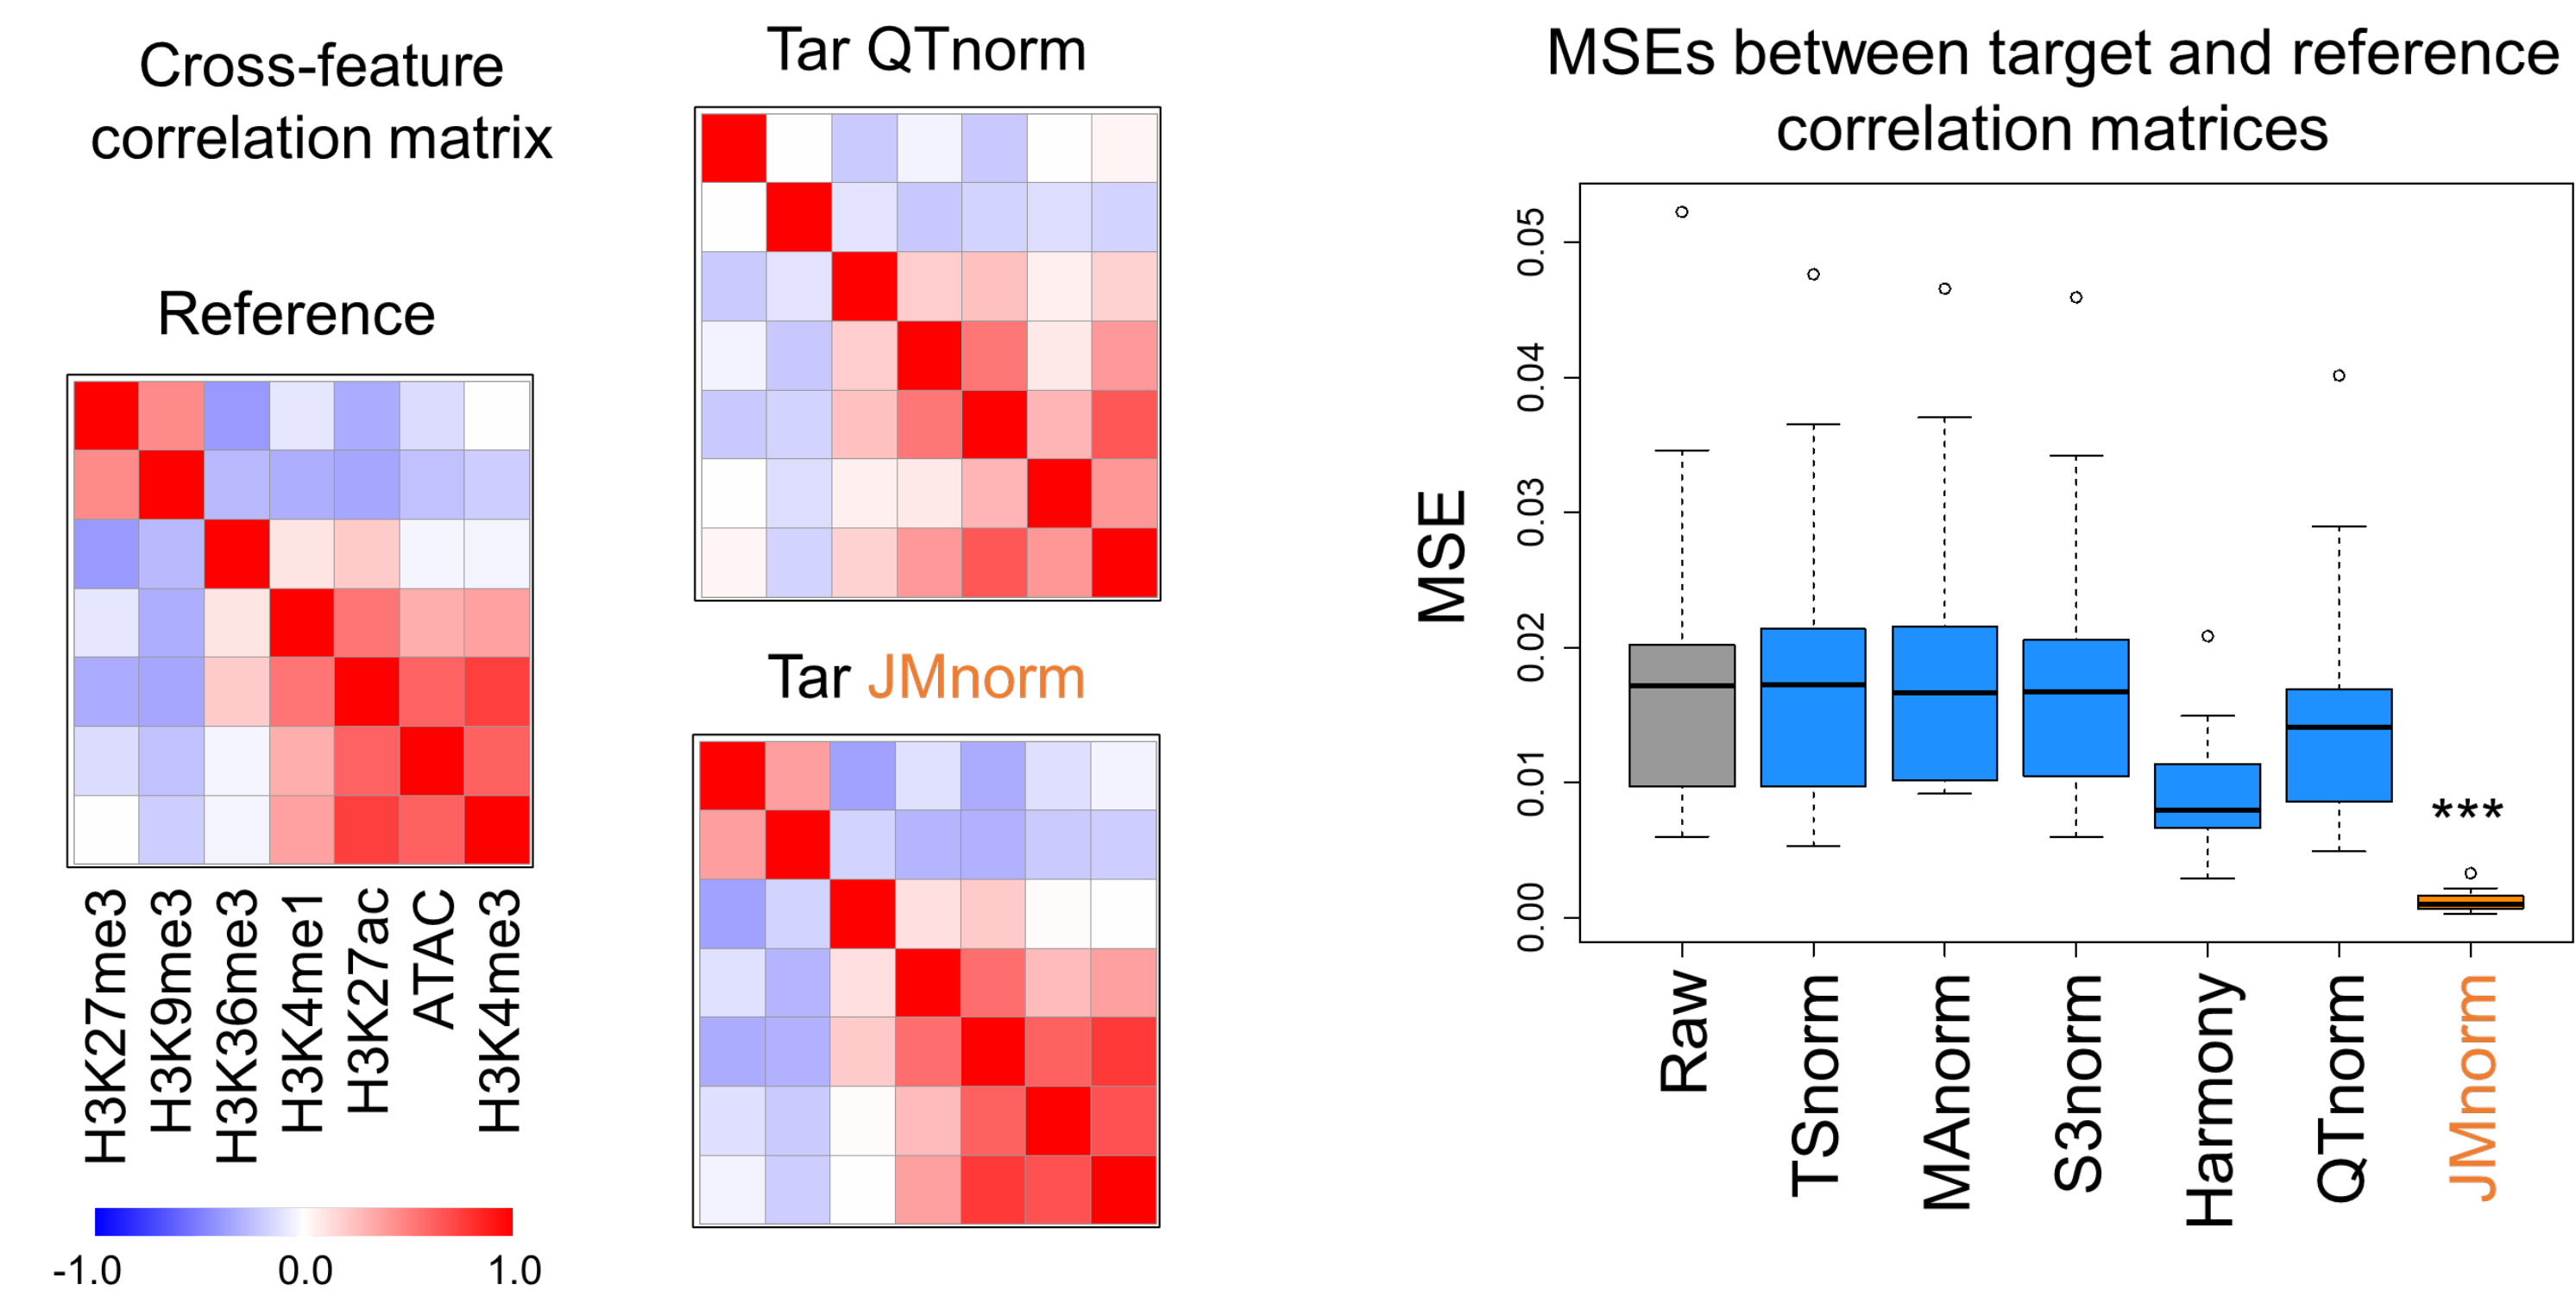 Cross-feature
correlation matrix
Reference
H3K27me3
H3K9me3
H3K36me3
H3K4me1
H3K27ac
ATAC
H3K4me3
-1.0 0.0 1.0
Tar QTnorm
Tar JMnorm
MSEs between target and reference
correlation matrices
MSE
0.05
0.04
0.03
0.02
0.01
0.00
***
Raw
TSnorm
MAnorm
S3norm
Harmony
QTnorm
JMnorm